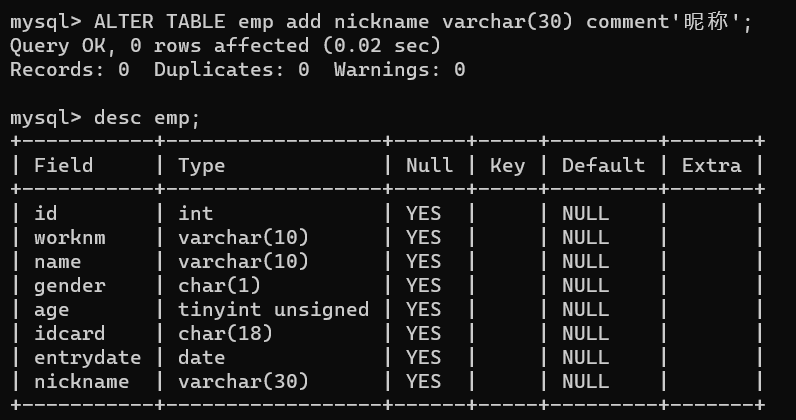 mysql> ALTER TABLE emp add nickname varchar(30) comment'昵称';
Query OK, 0 rows affected (0.02 sec)
Records: 0  Duplicates: 0  Warnings: 0

mysql> desc emp;
+-----------+------------------+------+-----+---------+-------+
| Field     | Type             | Null | Key | Default | Extra |
+-----------+------------------+------+-----+---------+-------+
| id        | int              | YES  |     | NULL    |       |
| worknm    | varchar(10)      | YES  |     | NULL    |       |
| name      | varchar(10)      | YES  |     | NULL    |       |
| gender    | char(1)          | YES  |     | NULL    |       |
| age       | tinyint unsigned | YES  |     | NULL    |       |
| idcard    | char(18)         | YES  |     | NULL    |       |
| entrydate | date             | YES  |     | NULL    |       |
| nickname  | varchar(30)      | YES  |     | NULL    |       |
+-----------+------------------+------+-----+---------+-------+